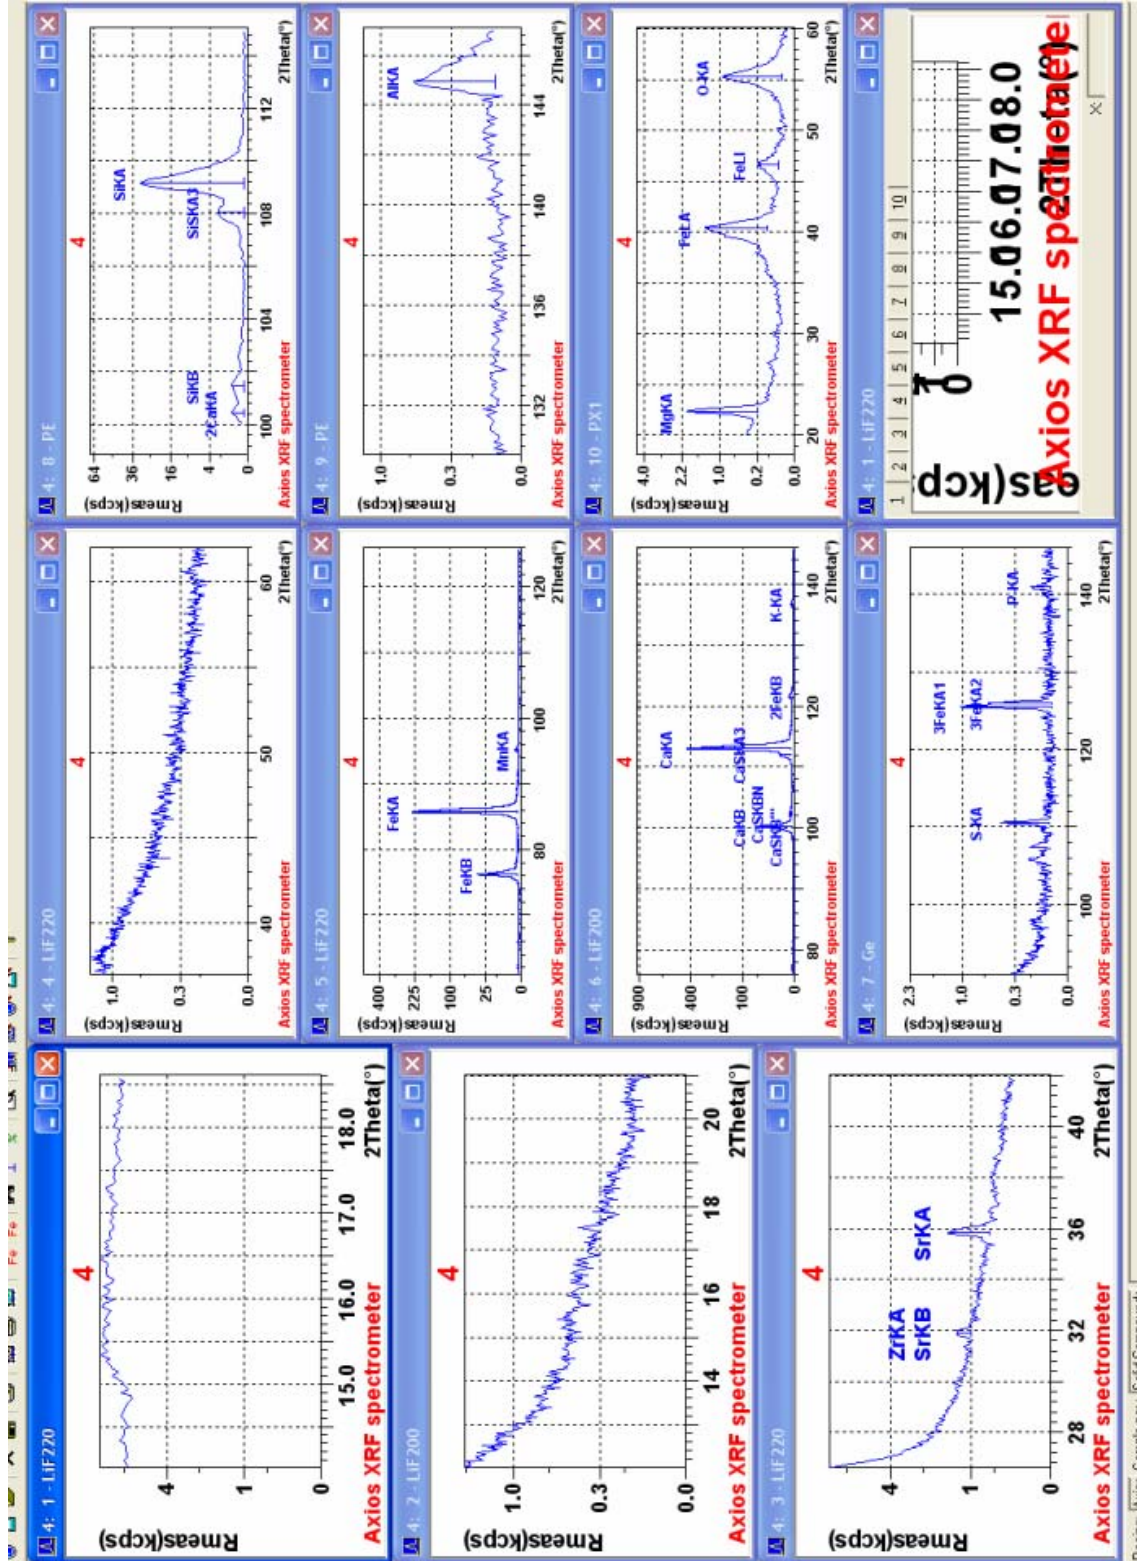 4: 1 - LiF220
4
Rmeas(kcps)
4
1
0
15.0 16.0 17.0 18.0
2Theta(°)
Axios XRF spectrometer
4: 2 - LiF200
4
Rmeas(kcps)
1.0
0.3
0.0
14 16 18 20
2Theta(°)
Axios XRF spectrometer
4: 3 - LiF220
4
Rmeas(kcps)
ZrKA
SrKB
SrKA
4
1
0
28 32 36 40
2Theta(°)
Axios XRF spectrometer
4: 4 - LiF220
4
Rmeas(kcps)
1.0
0.3
0.0
40 50 60
2Theta(°)
Axios XRF spectrometer
4: 5 - LiF220
4
Rmeas(kcps)
400
225
100
25
0
FeKB
FeKA
MnKA
80 100 120
2Theta(°)
Axios XRF spectrometer
4: 6 - LiF200
4
Rmeas(kcps)
900
400
100
0
CaKA
CaKB
CaSKBN
CaSKB'''
CaSKA3
2FeKB
K-KA
80 100 120 140
2Theta(°)
Axios XRF spectrometer
4: 7 - Ge
4
Rmeas(kcps)
2.3
1.0
0.3
0.0
S-KA
3FeKA1
3FeKA2
P-KA
100 120 140
2Theta(°)
Axios XRF spectrometer
4: 8 - PE
4
Rmeas(kcps)
64
36
16
4
0
2CaKA
SiKB
SiSKA3
SiKA
100 104 108 112
2Theta(°)
Axios XRF spectrometer
4: 9 - PE
4
Rmeas(kcps)
1.0
0.3
0.0
AlKA
132 136 140 144
2Theta(°)
Axios XRF spectrometer
4: 10 - PX1
4
Rmeas(kcps)
4.0
2.2
1.0
0.2
0.0
MgKA
FeLA
FeLl
O-KA
20 30 40 50 60
2Theta(°)
Axios XRF spectrometer
4: 1 - LiF220
1 2 3 4 5 6 7 8 9 10
0
2Theta(°)
Axios XRF spectromete